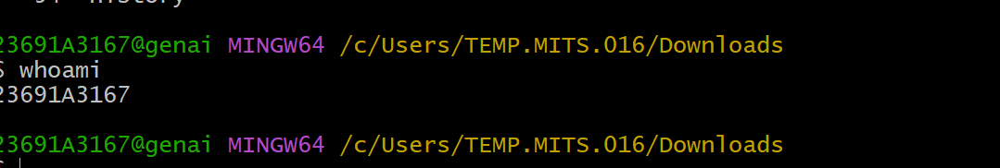 23691A3167@genai MINGW64 /c/Users/TEMP.MITS.016/Downloads
$ whoami
23691A3167
23691A3167@genai MINGW64 /c/Users/TEMP.MITS.016/Downloads
$